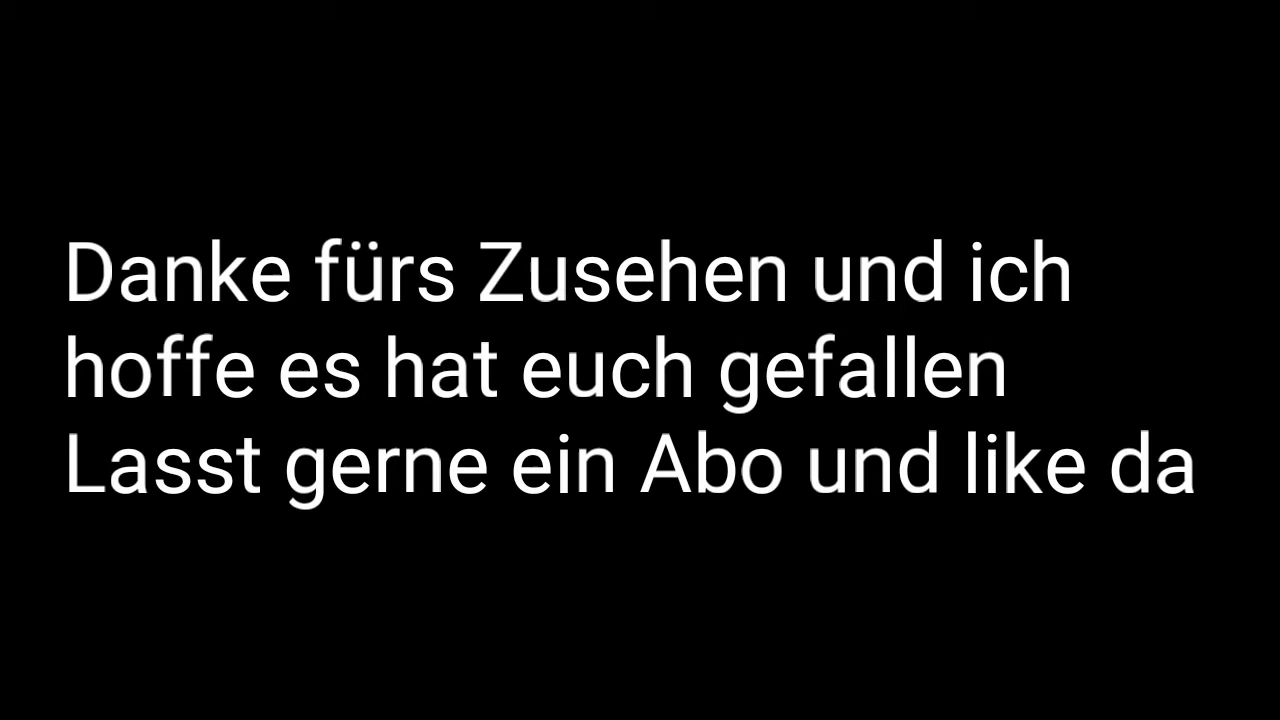 Danke fürs Zusehen und ich
hoffe es hat euch gefallen
Lasst gerne ein Abo und like da